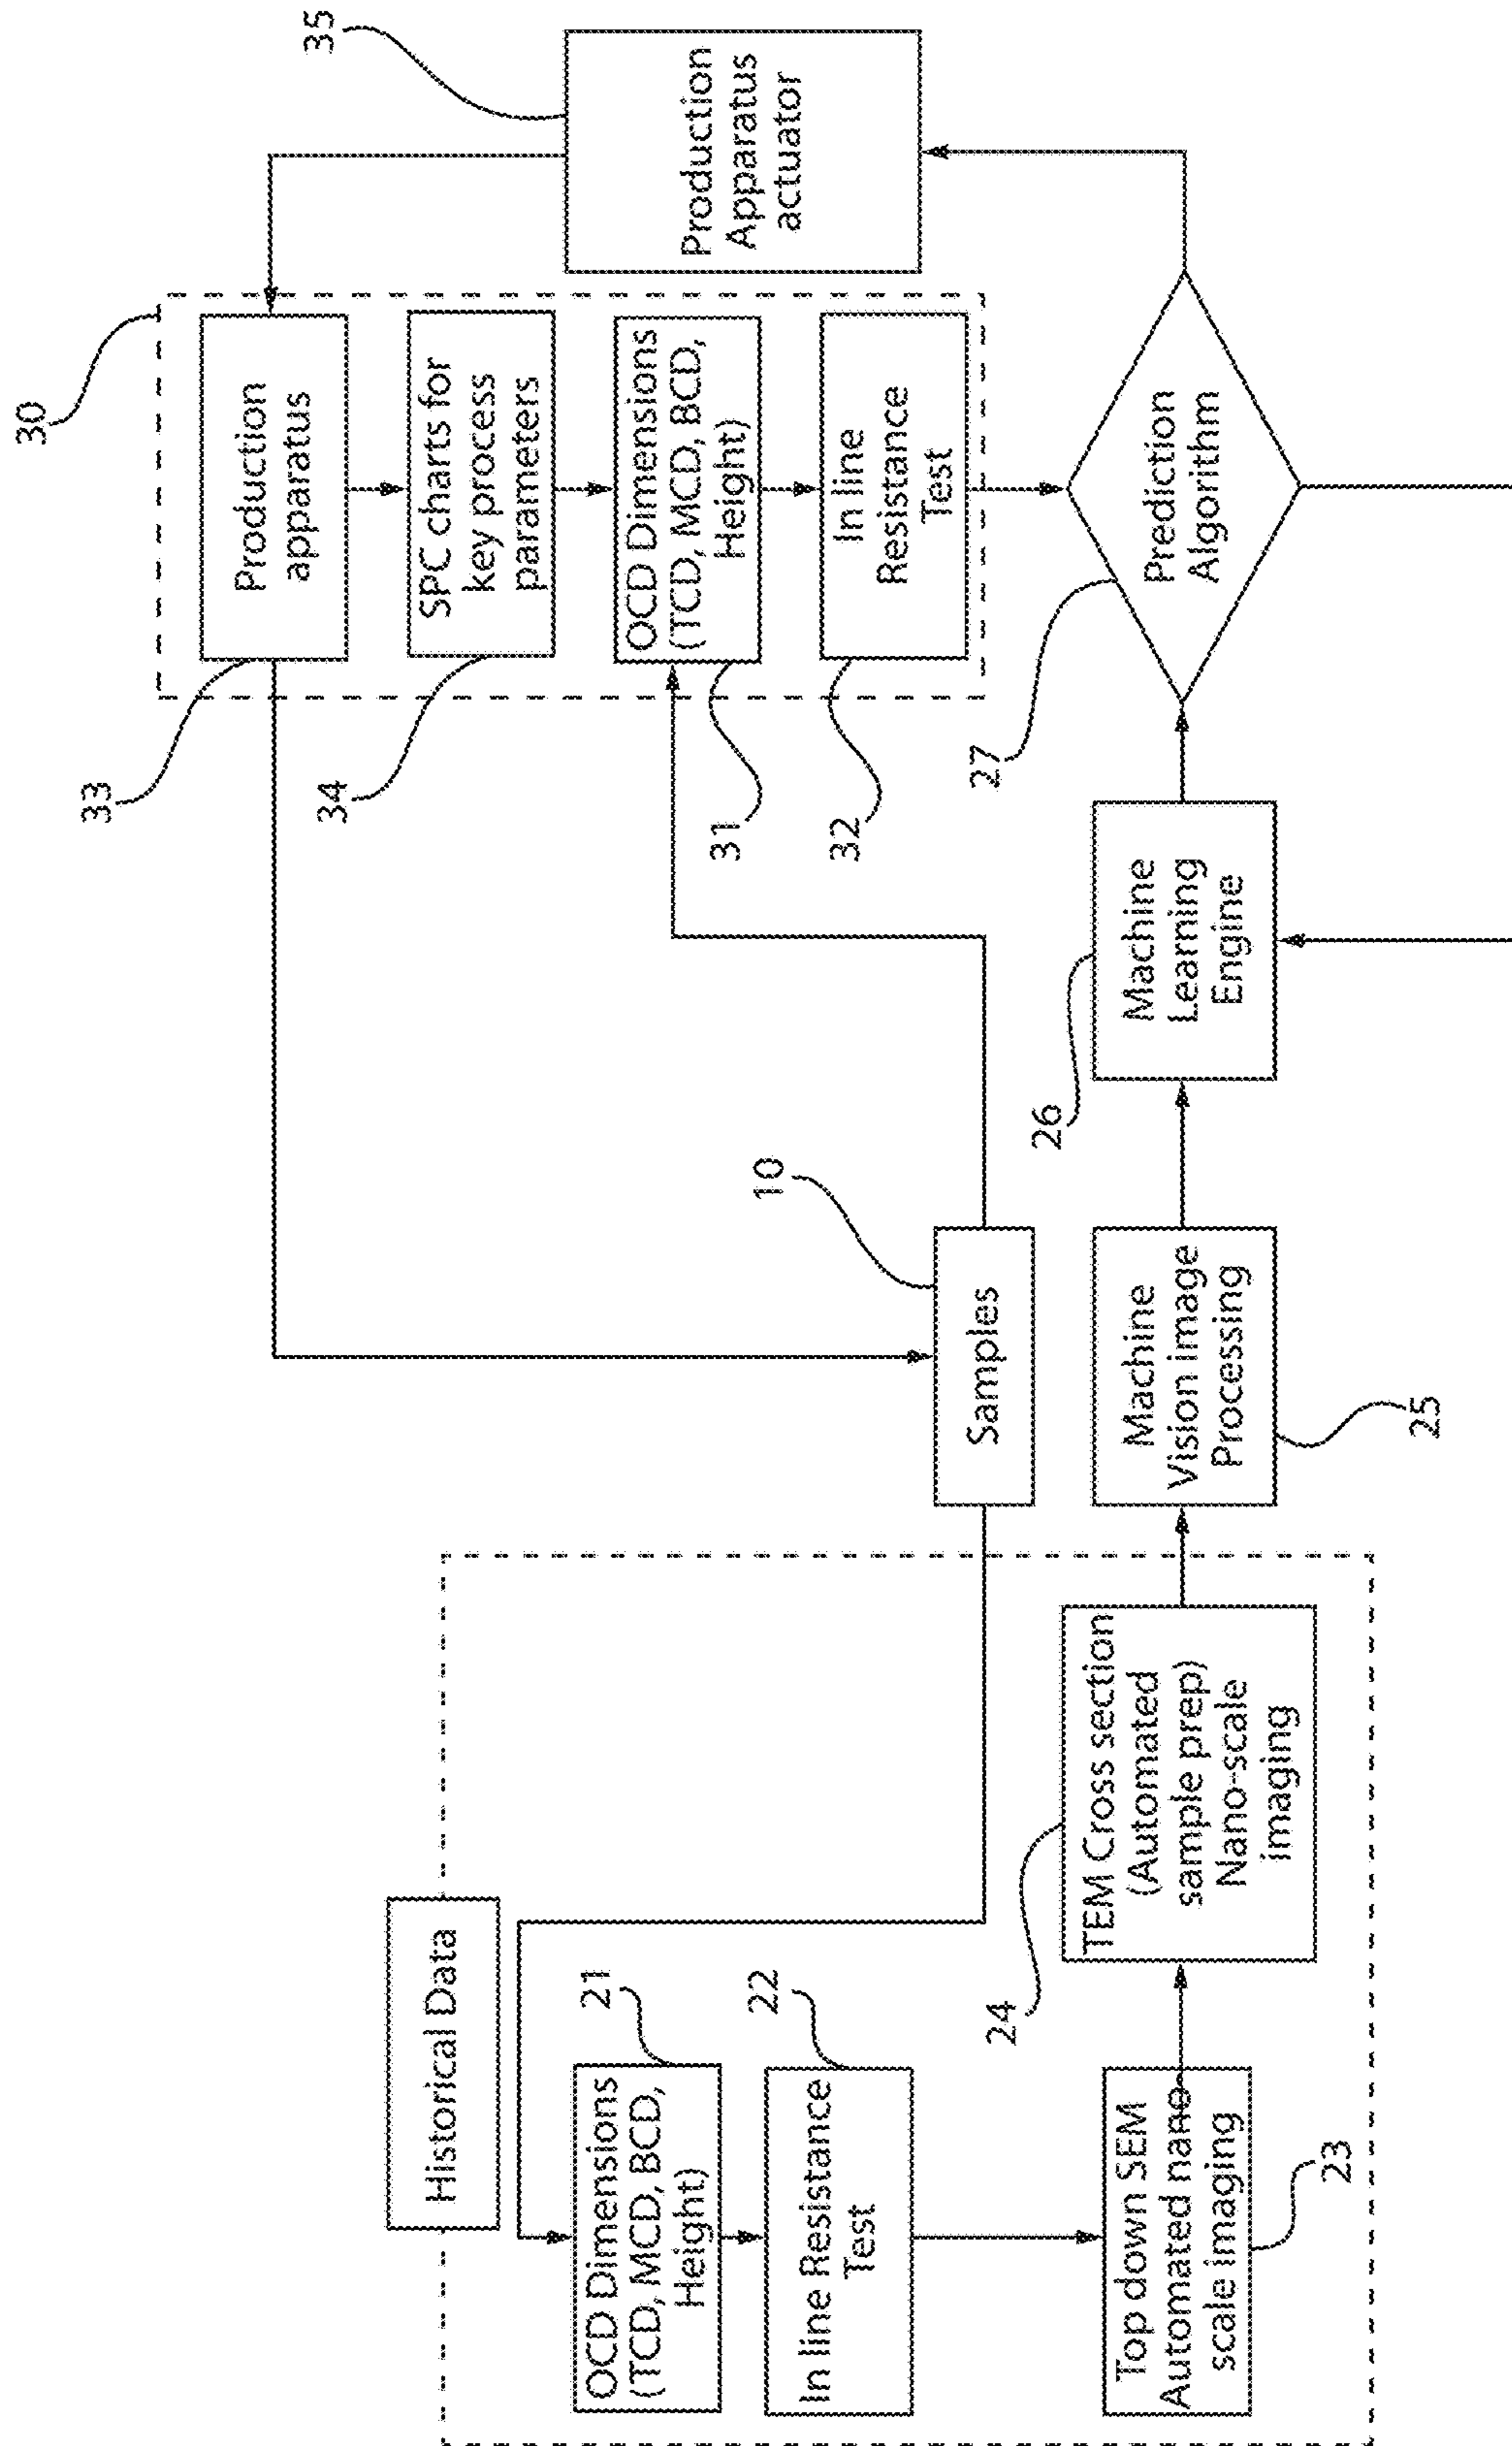 Historical Data
21
OCD Dimensions
(TCD, MCD, BCD,
Height)
22
In line Resistance
Test
Top down SEM
Automated nano
scale imaging
23
24
TEM Cross section
(Automated
sample prep)
Nano-scale
imaging
10
Samples
Machine
Vision image
Processing
25
26
Machine
Learning
Engine
27
Prediction
Algorithm
30
33
Production
apparatus
34
SPC charts for
key process
parameters
31
OCD Dimensions
(TCD, MCD, BCD,
Height)
32
In line
Resistance
Test
35
Production
Apparatus
actuator